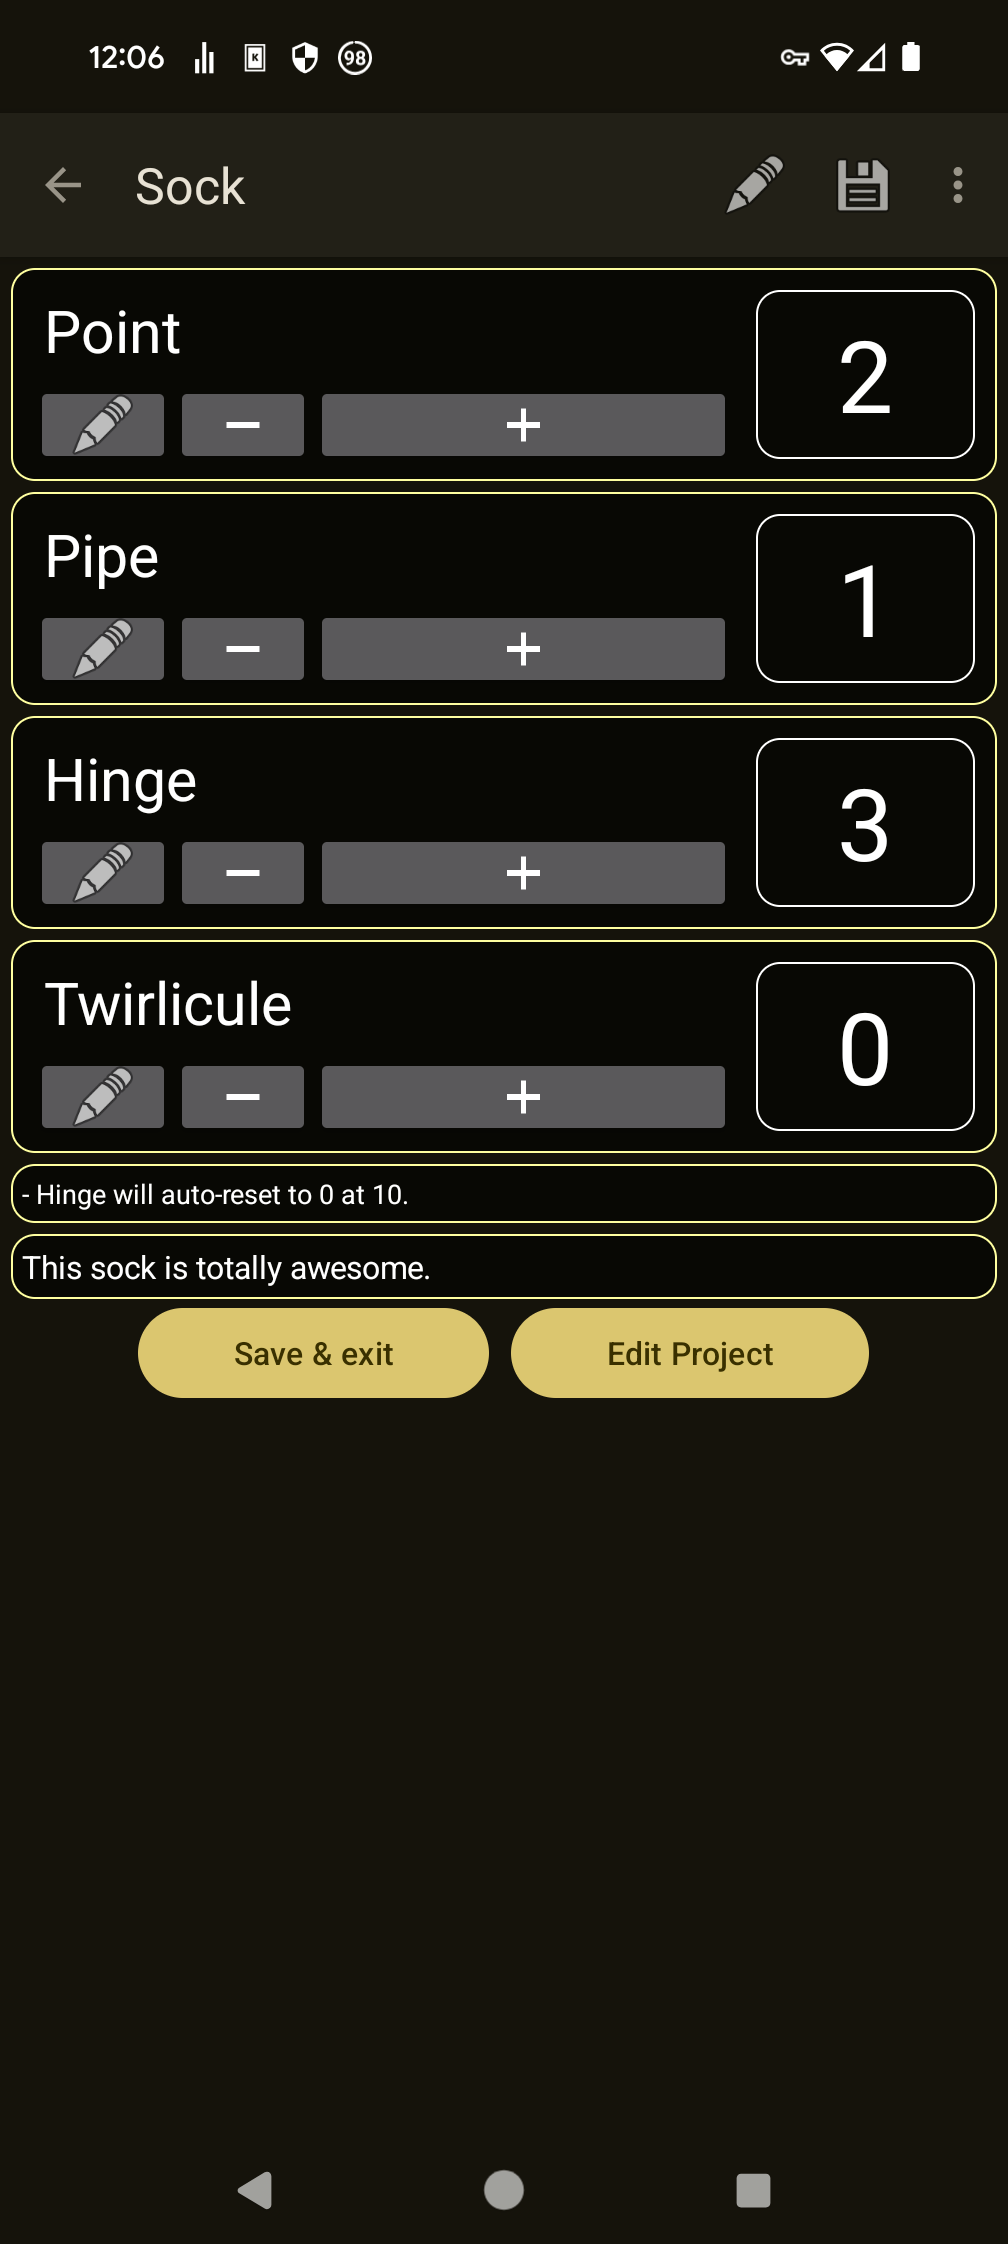 12:06
K
98
Sock
Point
2
− +
Pipe
1
− +
Hinge
3
− +
Twirlicule
0
− +
- Hinge will auto-reset to 0 at 10.
This sock is totally awesome.
Save & exit
Edit Project